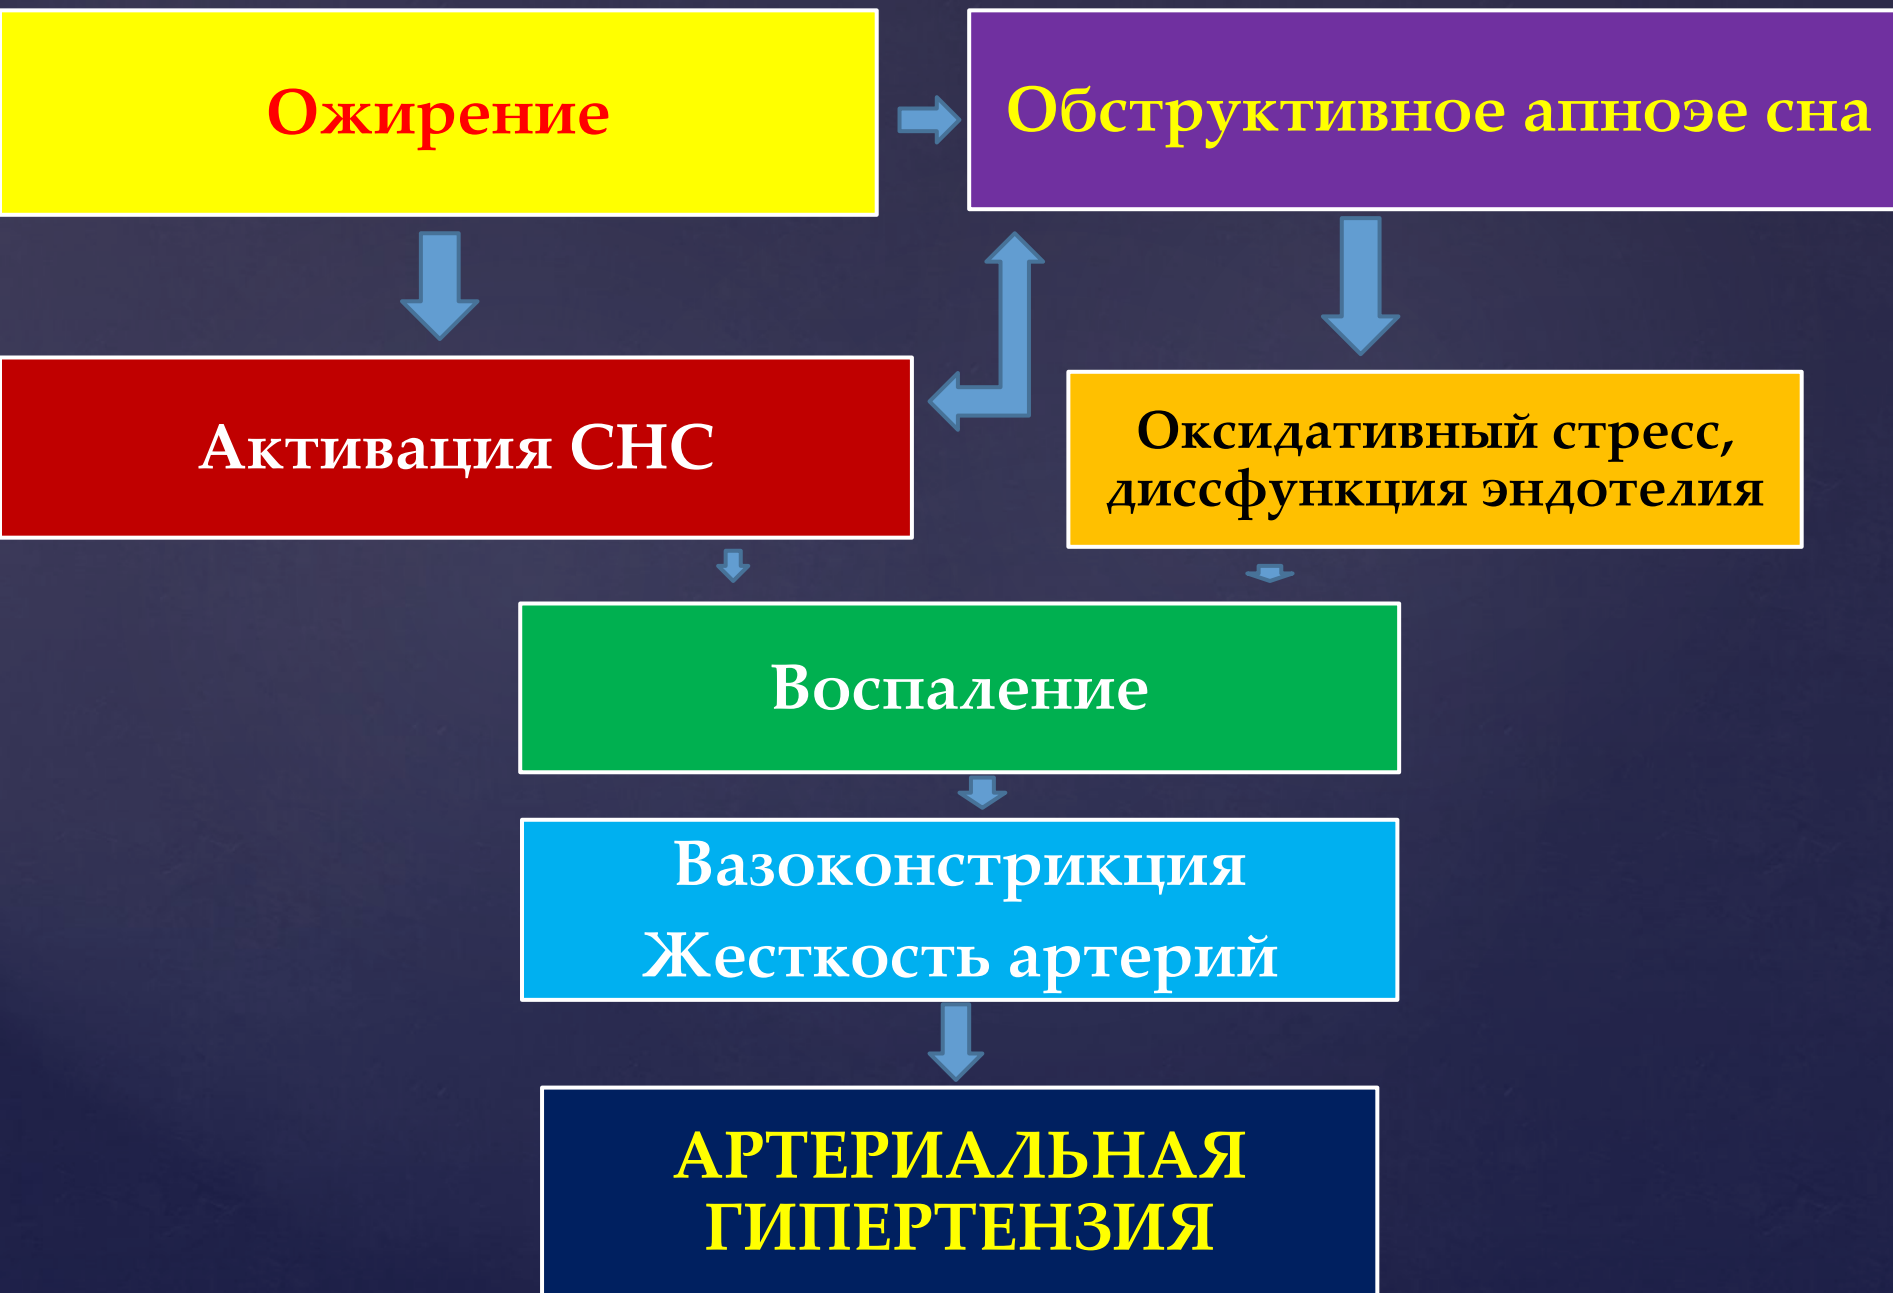 Ожирение
Обструктивное апноэе сна
Активация СНС
Оксидативный стресс,
диссфункция эндотелия
Воспаление
Вазоконстрикция
Жесткость артерий
АРТЕРИАЛЬНАЯ
ГИПЕРТЕНЗИЯ